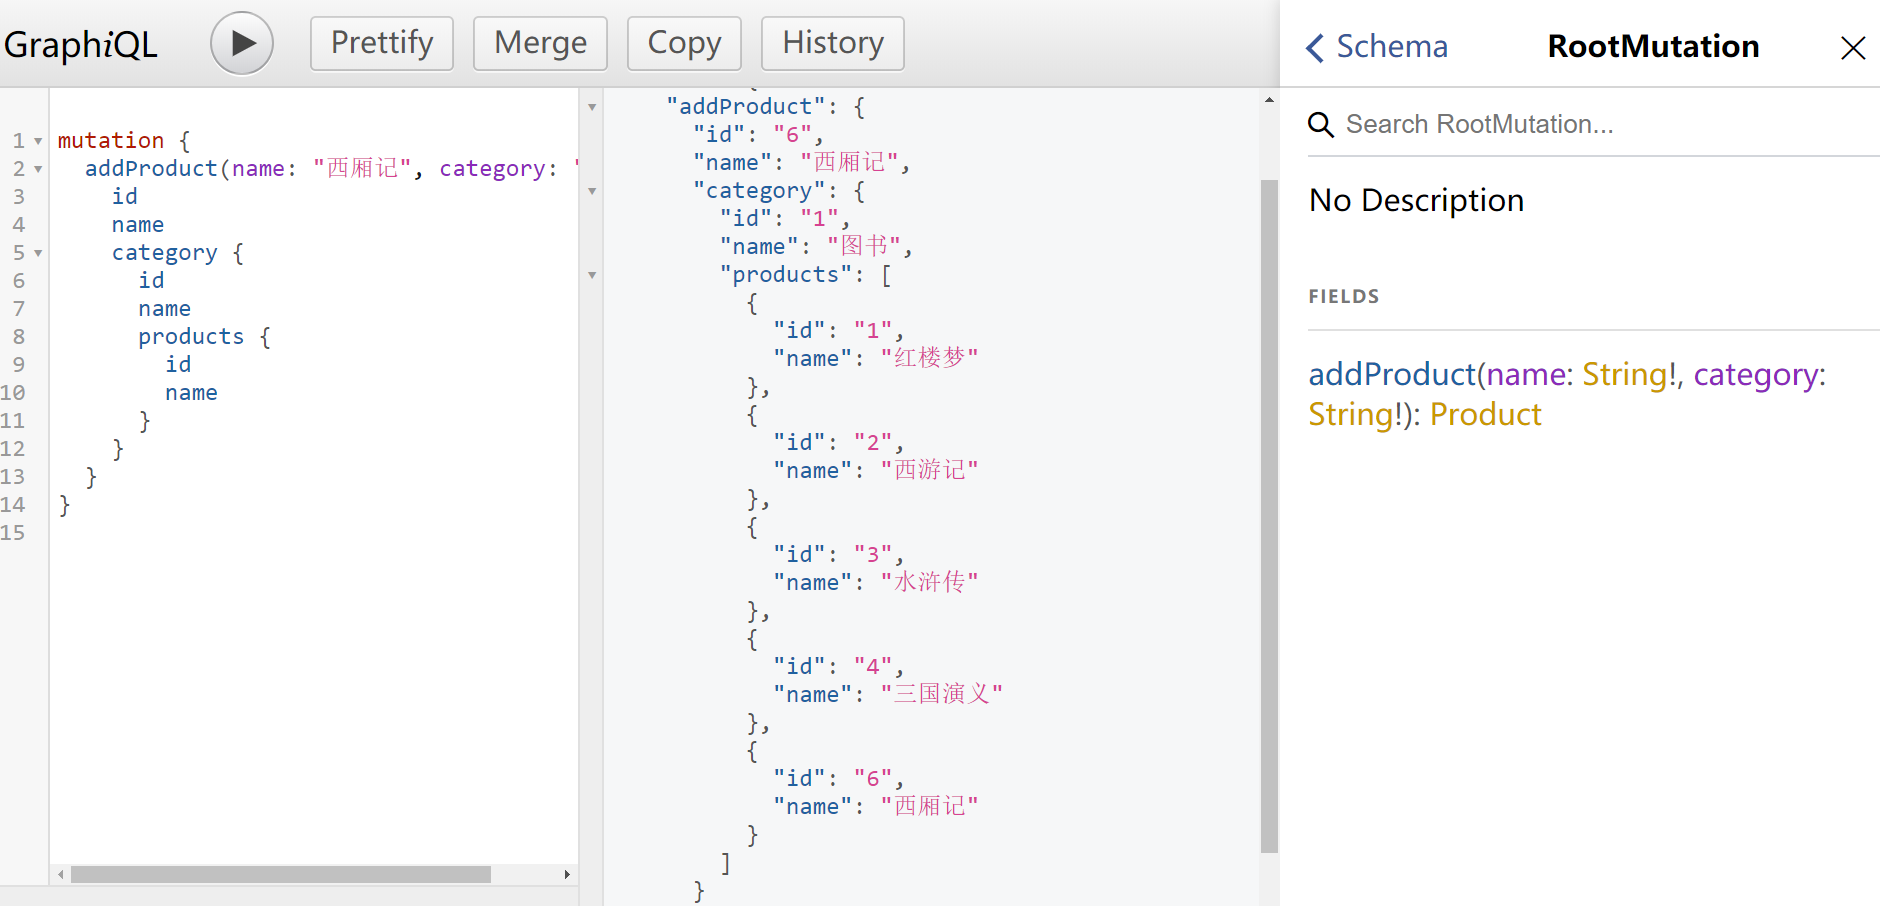 GraphiQL Prettify Merge Copy History
1 mutation {
2   addProduct(name: "西厢记", category: "
3     id
4     name
5     category {
6       id
7       name
8       products {
9         id
10         name
11       }
12     }
13   }
14 }
15
{
"addProduct": {
"id": "6",
"name": "西厢记",
"category": {
"id": "1",
"name": "图书",
"products": [
{
"id": "1",
"name": "红楼梦"
},
{
"id": "2",
"name": "西游记"
},
{
"id": "3",
"name": "水浒传"
},
{
"id": "4",
"name": "三国演义"
},
{
"id": "6",
"name": "西厢记"
}
]
}
Schema RootMutation
Search RootMutation...
No Description
FIELDS
addProduct(name: String!, category:
String!): Product